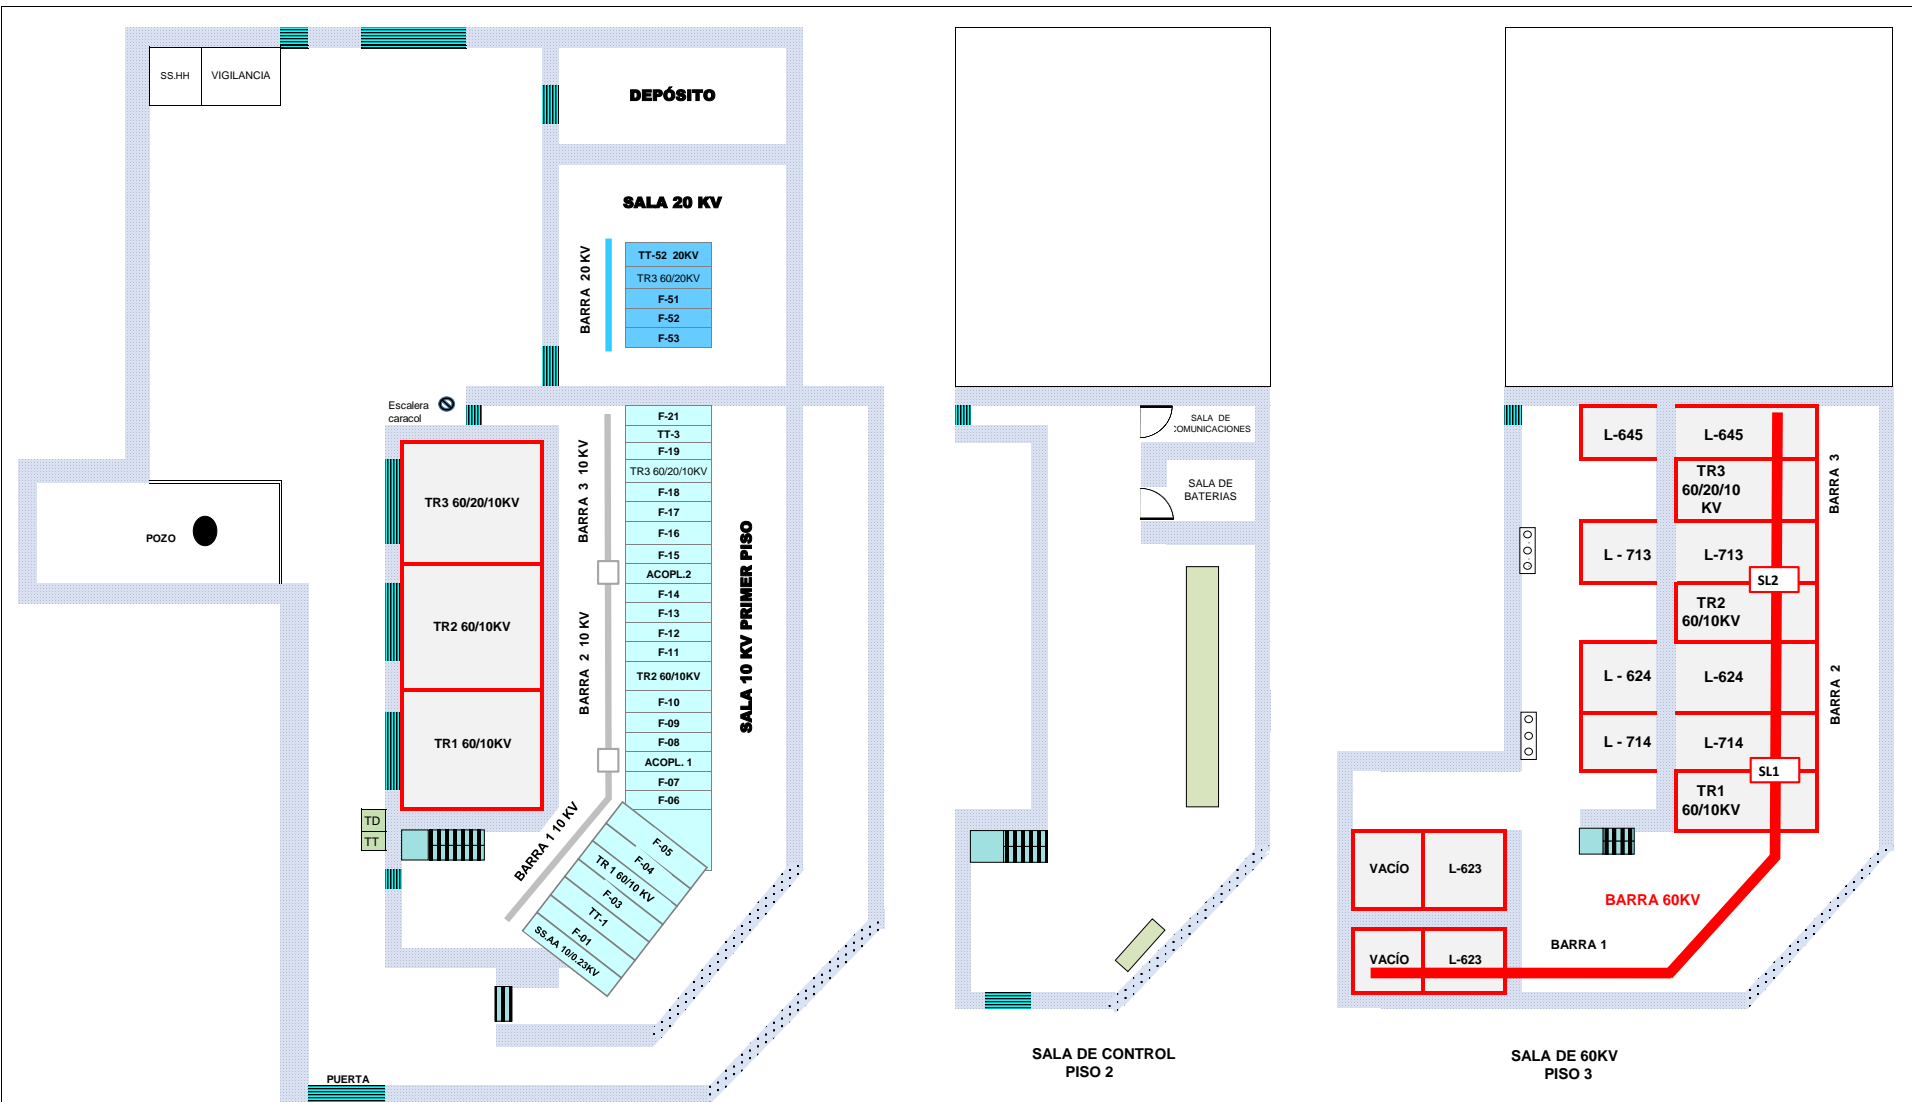 SS.HH
VIGILANCIA
DEPÓSITO
SALA 20 KV
BARRA 20 KV
TT-52 20KV
TR3 60/20KV
F-51
F-52
F-53
Escalera
caracol
POZO
TR3 60/20/10KV
TR2 60/10KV
TR1 60/10KV
TD
TT
BARRA 3 10 KV
BARRA 2 10 KV
BARRA 1 10 KV
F-21
TT-3
F-19
TR3 60/20/10KV
F-18
F-17
F-16
F-15
ACOPL.2
F-14
F-13
F-12
F-11
TR2 60/10KV
F-10
F-09
F-08
ACOPL. 1
F-07
F-06
F-05
F-04
TR 1 60/10 KV
F-03
TT-1
F-01
SS.AA 10/0.23KV
SALA 10 KV PRIMER PISO
PUERTA
SALA DE
COMUNICACIONES
SALA DE
BATERIAS
SALA DE CONTROL
PISO 2
L-645
L-645
TR3
60/20/10
KV
L - 713
L-713
SL2
TR2
60/10KV
L - 624
L-624
L - 714
L-714
SL1
TR1
60/10KV
BARRA 3
BARRA 2
VACÍO
L-623
BARRA 60KV
BARRA 1
VACÍO
L-623
SALA DE 60KV
PISO 3